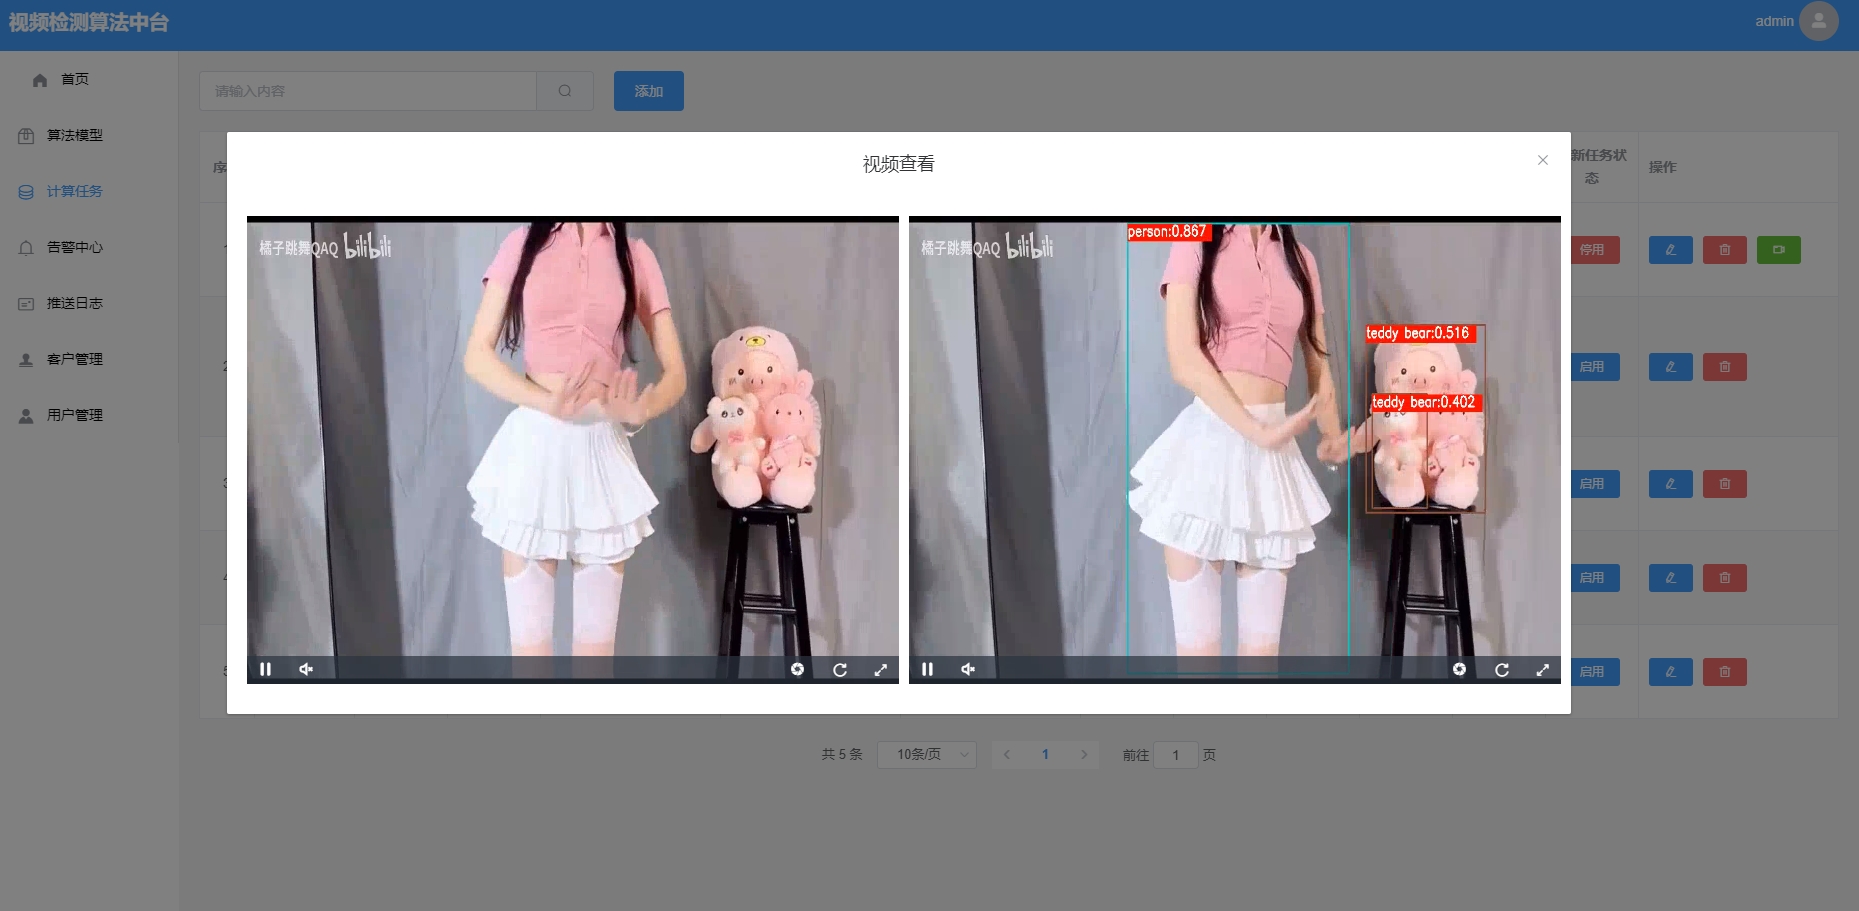 视频检测算法中台
admin
首页
算法模型
计算任务
告警中心
推送日志
客户管理
用户管理
请输入内容
添加
序
新任务状
态
操作
视频查看
橘子跳舞QAQ bilibili
橘子跳舞QAQ bilibili
person:0.867
teddy bear:0.516
teddy bear:0.402
停用
启用
启用
启用
启用
共 5 条
10条/页
1
前往 1 页